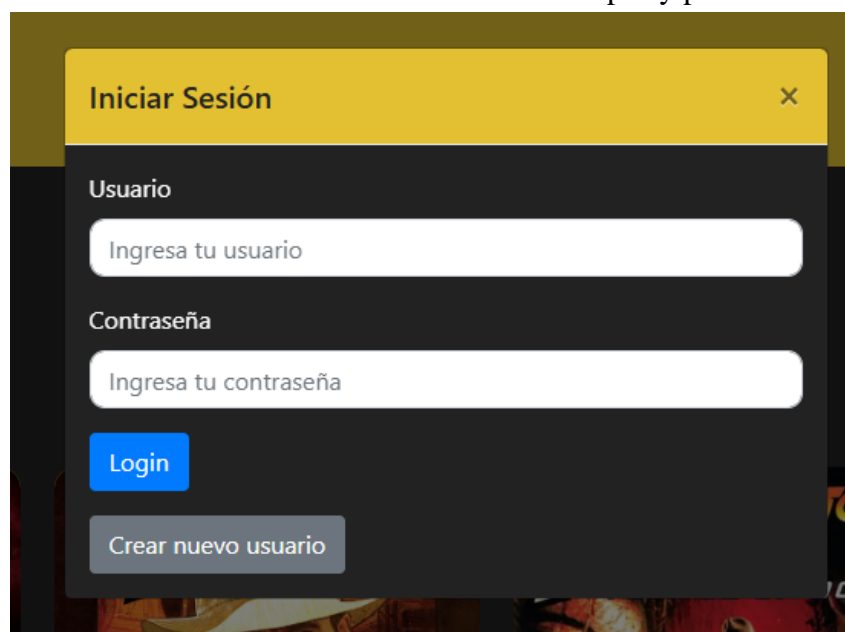 Iniciar Sesión ×
Usuario
Ingresa tu usuario
Contraseña
Ingresa tu contraseña
Login
Crear nuevo usuario